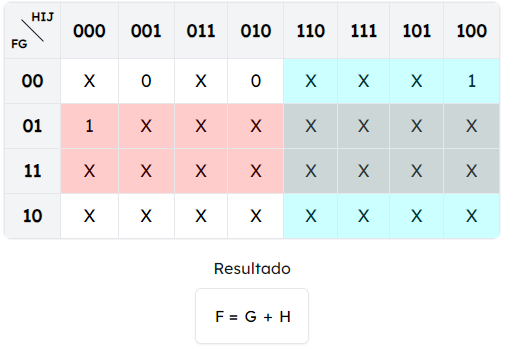 HIJ
FG
000 001 011 010 110 111 101 100
00 X 0 X 0 X X X 1
01 1 X X X X X X X
11 X X X X X X X X
10 X X X X X X X X
Resultado
F = G + H